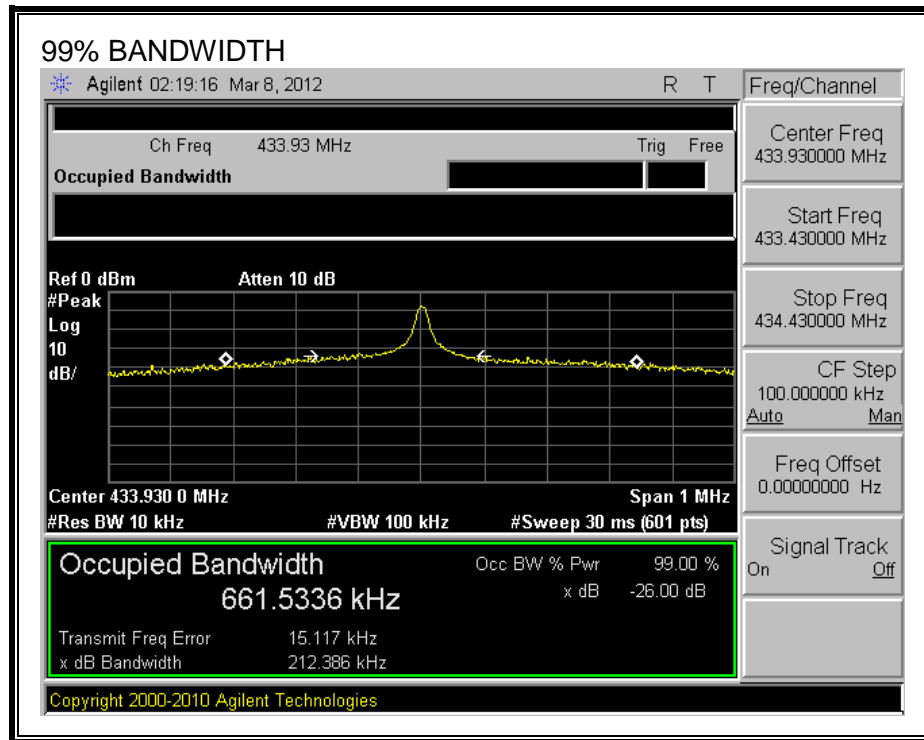 99% BANDWIDTH
Agilent 02:19:16 Mar 8, 2012 R T
Freq/Channel
Ch Freq 433.93 MHz Trig Free
Occupied Bandwidth
Center Freq
433.930000 MHz
Start Freq
433.430000 MHz
Stop Freq
434.430000 MHz
CF Step
100.000000 kHz
Auto Man
Freq Offset
0.00000000 Hz
Signal Track
On Off
Ref 0 dBm Atten 10 dB
#Peak
Log
10
dB/
Center 433.930 0 MHz Span 1 MHz
#Res BW 10 kHz #VBW 100 kHz #Sweep 30 ms (601 pts)
Occupied Bandwidth
661.5336 kHz
Occ BW % Pwr 99.00 %
x dB -26.00 dB
Transmit Freq Error 15.117 kHz
x dB Bandwidth 212.386 kHz
Copyright 2000-2010 Agilent Technologies